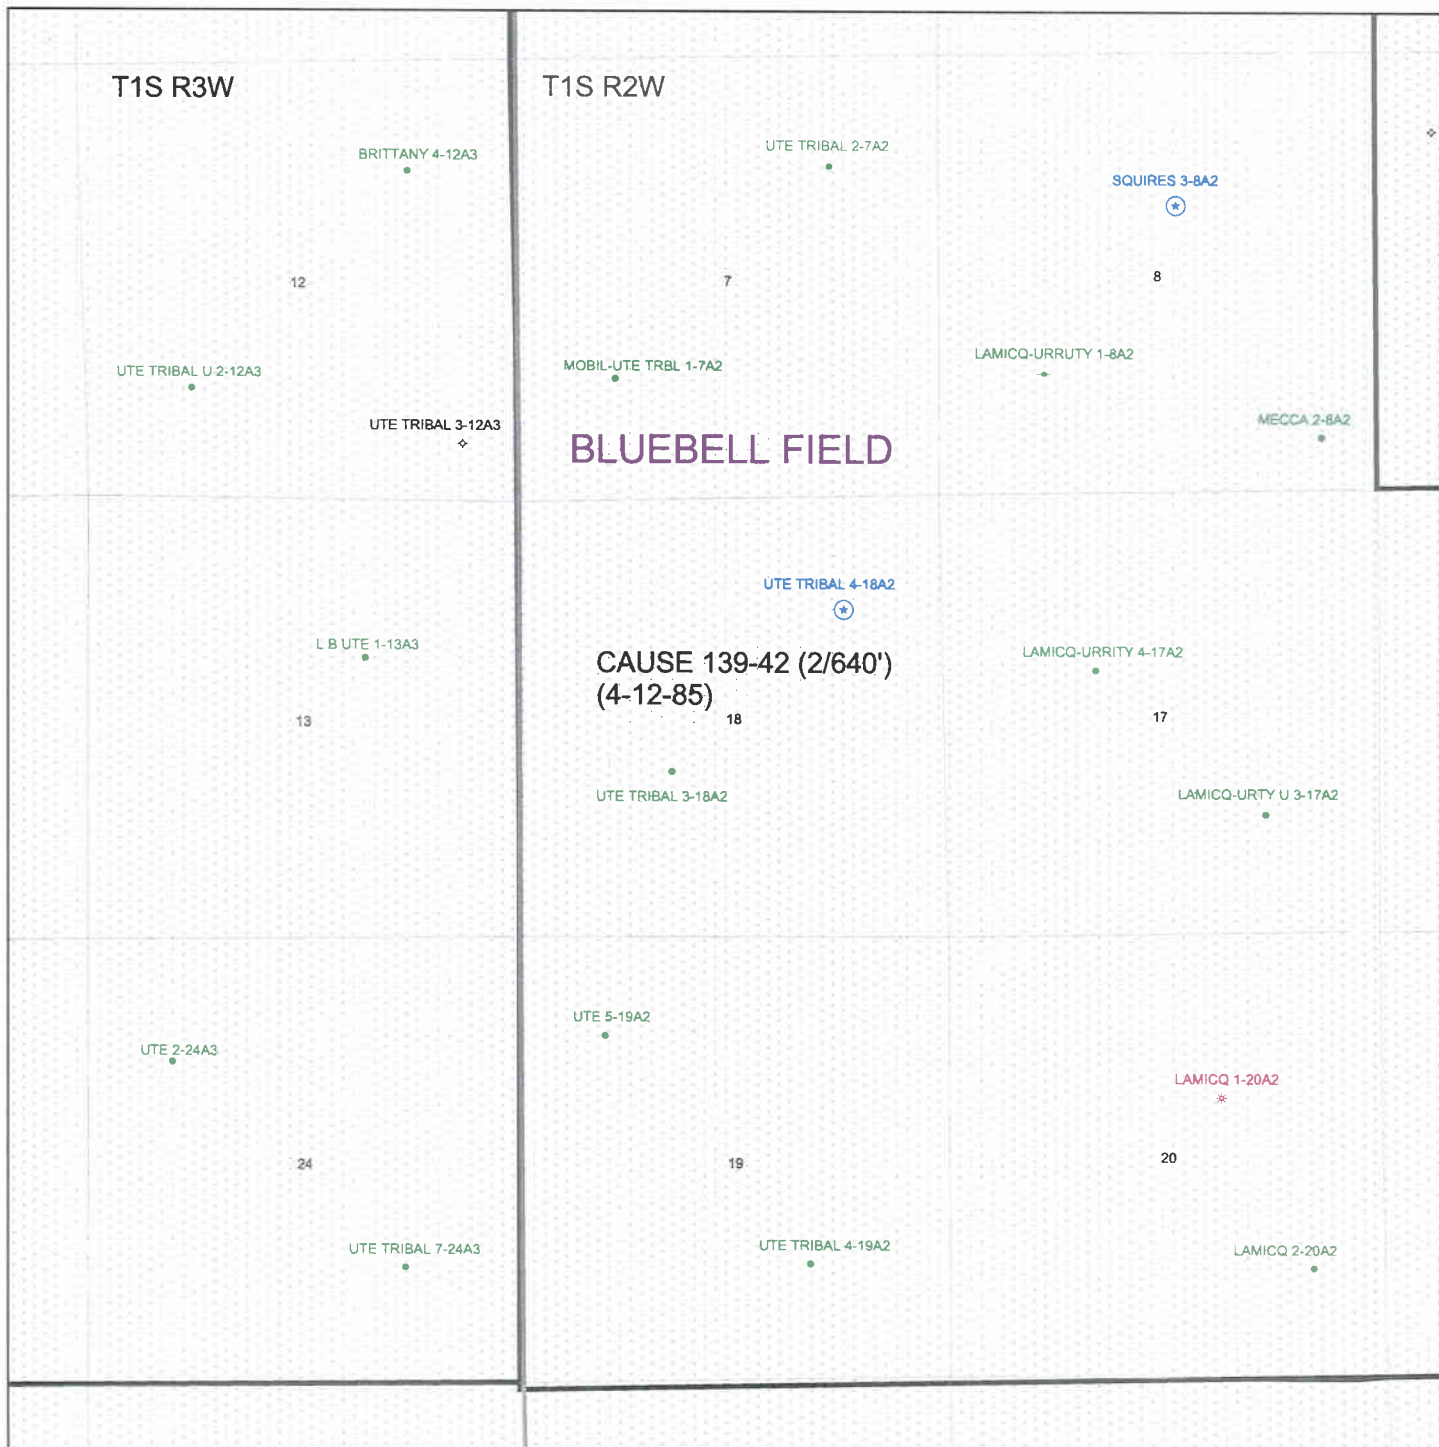 T1S R3W
T1S R2W
BRITTANY 4-12A3
UTE TRIBAL 2-7A2
SQUIRES 3-8A2
12
7
8
UTE TRIBAL U 2-12A3
MOBIL-UTE TRBL 1-7A2
LAMICQ-URRUTY 1-8A2
UTE TRIBAL 3-12A3
MECCA 2-8A2
BLUEBELL FIELD
UTE TRIBAL 4-18A2
L B UTE 1-13A3
LAMICQ-URRITY 4-17A2
CAUSE 139-42 (2/640')
(4-12-85)
13
18
17
UTE TRIBAL 3-18A2
LAMICQ-URTY U 3-17A2
UTE 5-19A2
UTE 2-24A3
LAMICQ 1-20A2
24
19
20
UTE TRIBAL 7-24A3
UTE TRIBAL 4-19A2
LAMICQ 2-20A2